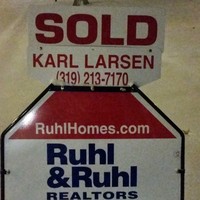 SOLD
KARL LARSEN
(319) 213-7170
RuhlHomes.com
Ruhl
&Ruhl
REALTORS